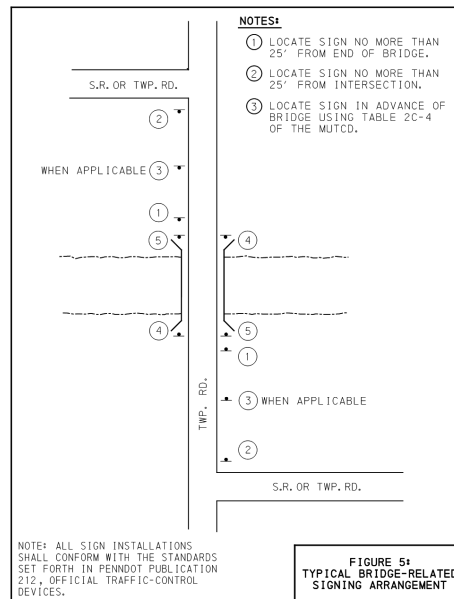 NOTES:
1 LOCATE SIGN NO MORE THAN
25' FROM END OF BRIDGE.
2 LOCATE SIGN NO MORE THAN
25' FROM INTERSECTION.
3 LOCATE SIGN IN ADVANCE OF
BRIDGE USING TABLE 2C-4
OF THE MUTCD.
S.R. OR TWP. RD.
2
WHEN APPLICABLE 3
1
5
4
4
5
1
TWP. RD.
3 WHEN APPLICABLE
2
S.R. OR TWP. RD.
NOTE: ALL SIGN INSTALLATIONS
SHALL CONFORM WITH THE STANDARDS
SET FORTH IN PENNDOT PUBLICATION
212, OFFICIAL TRAFFIC-CONTROL
DEVICES.
FIGURE 5:
TYPICAL BRIDGE-RELATED
SIGNING ARRANGEMENT